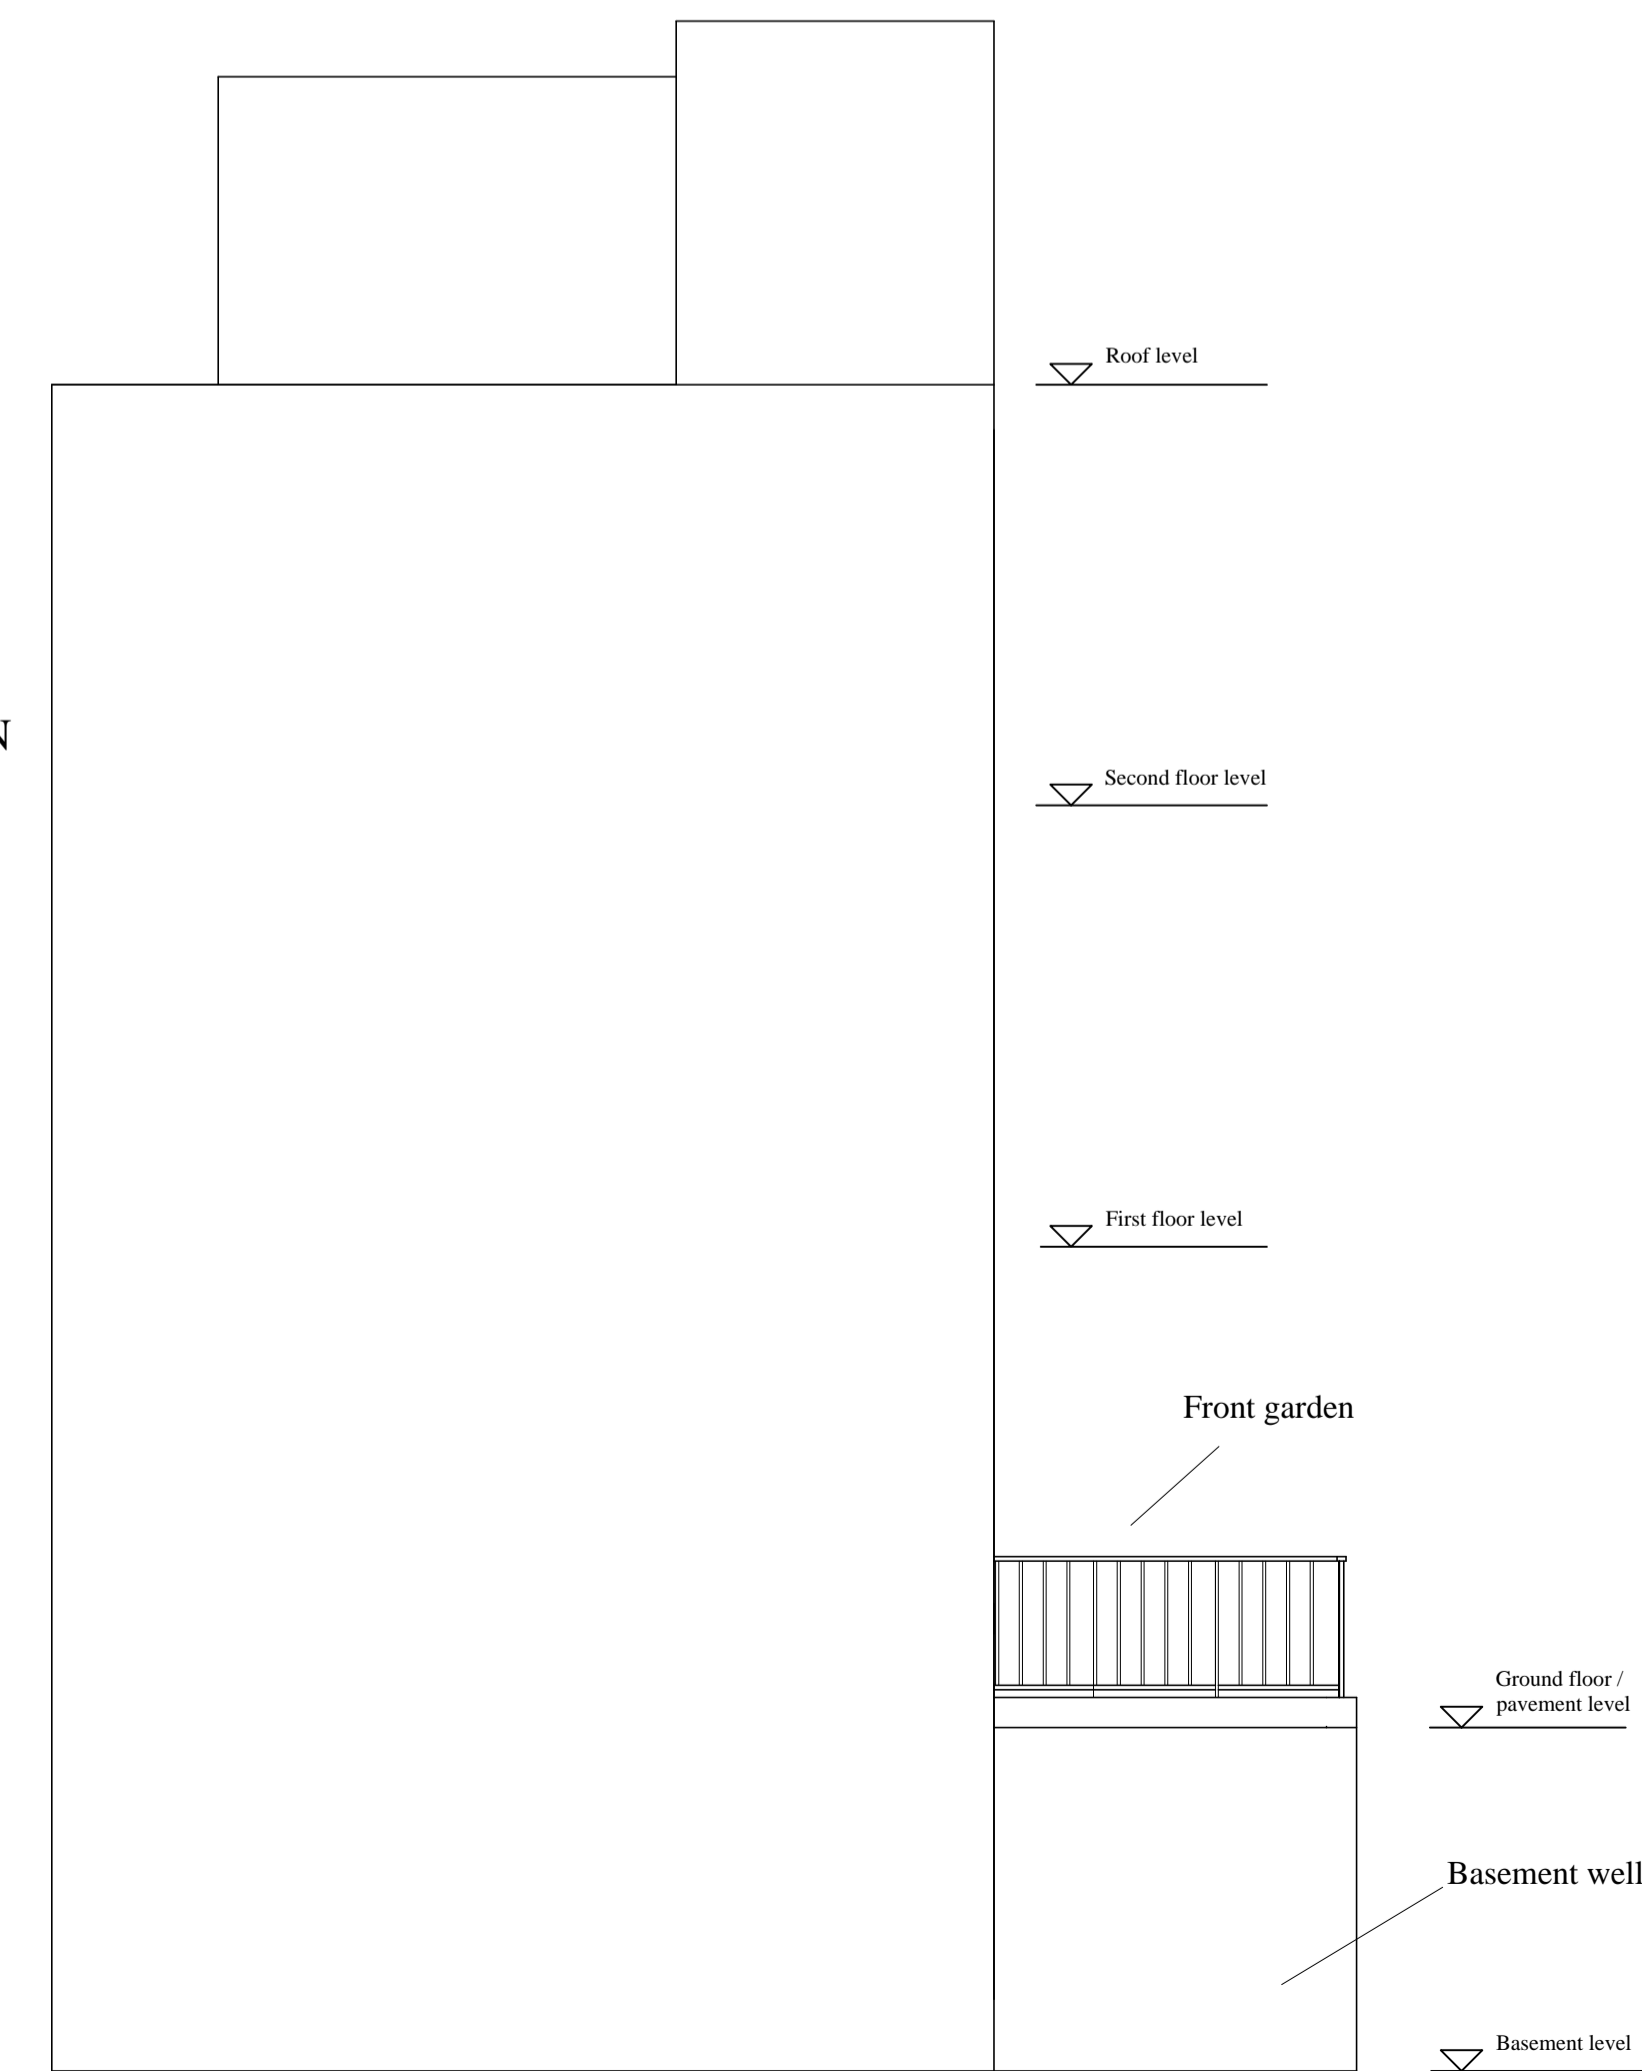 Roof level
N
Second floor level
First floor level
Front garden
Ground floor /
pavement level
Basement well
Basement level